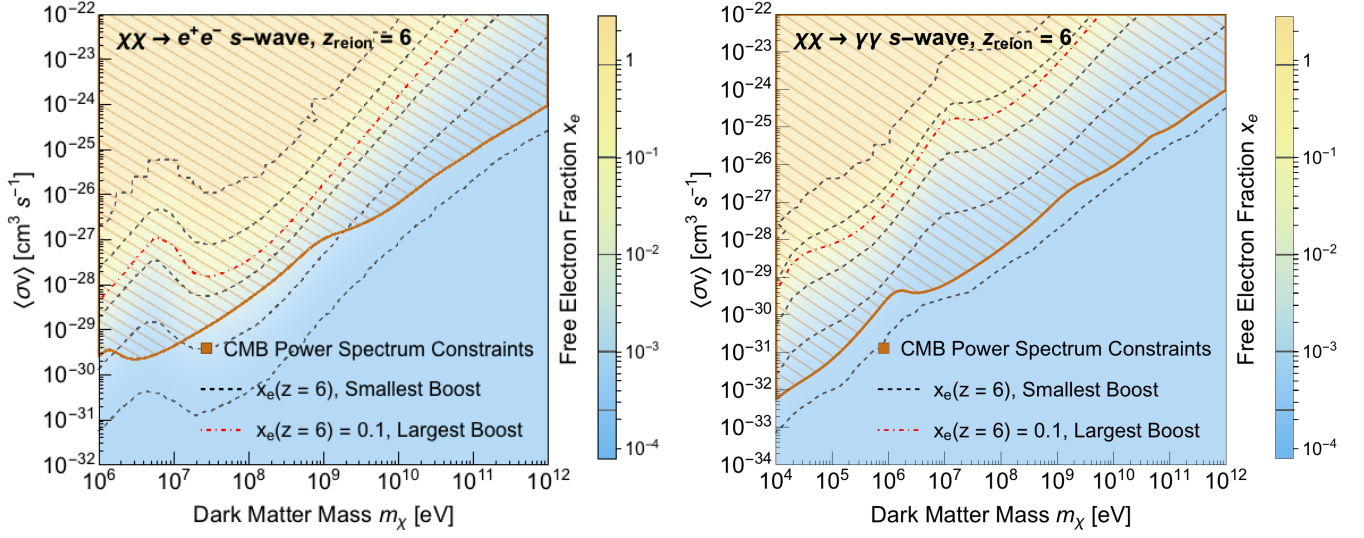 χχ → e⁺e⁻ s–wave, z_reion = 6
⟨σv⟩ [cm³ s⁻¹]
10⁻²²
10⁻²³
10⁻²⁴
10⁻²⁵
10⁻²⁶
10⁻²⁷
10⁻²⁸
10⁻²⁹
10⁻³⁰
10⁻³¹
10⁻³²
CMB Power Spectrum Constraints
xₑ(z = 6), Smallest Boost
xₑ(z = 6) = 0.1, Largest Boost
10⁶ 10⁷ 10⁸ 10⁹ 10¹⁰ 10¹¹ 10¹²
Dark Matter Mass m_χ [eV]
Free Electron Fraction xₑ
1
10⁻¹
10⁻²
10⁻³
10⁻⁴
χχ → γγ s–wave, z_reion = 6
⟨σv⟩ [cm³ s⁻¹]
10⁻²²
10⁻²³
10⁻²⁴
10⁻²⁵
10⁻²⁶
10⁻²⁷
10⁻²⁸
10⁻²⁹
10⁻³⁰
10⁻³¹
10⁻³²
10⁻³³
10⁻³⁴
CMB Power Spectrum Constraints
xₑ(z = 6), Smallest Boost
xₑ(z = 6) = 0.1, Largest Boost
10⁴ 10⁵ 10⁶ 10⁷ 10⁸ 10⁹ 10¹⁰ 10¹¹ 10¹²
Dark Matter Mass m_χ [eV]
Free Electron Fraction xₑ
1
10⁻¹
10⁻²
10⁻³
10⁻⁴